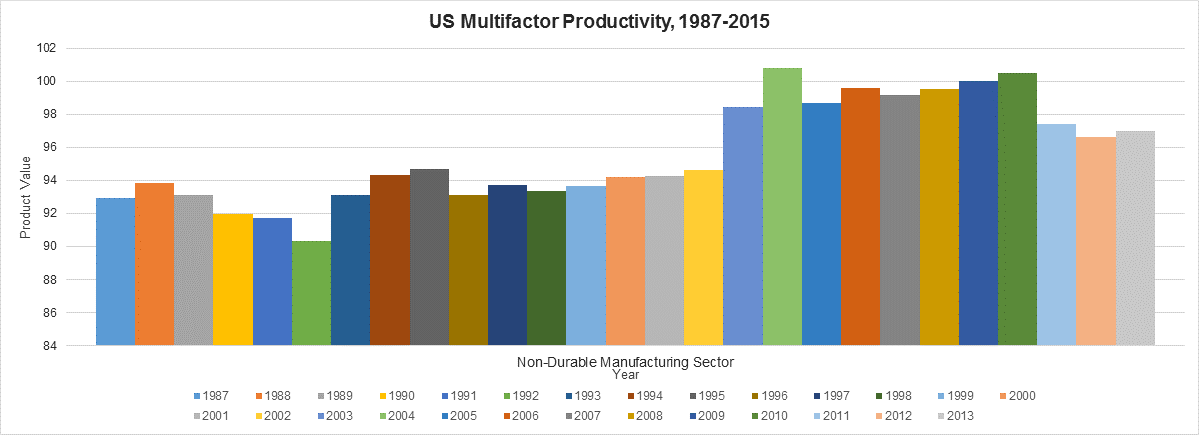 US Multifactor Productivity, 1987-2015
102
100
98
96
94
92
90
88
86
84
Product Value
Non-Durable Manufacturing Sector
Year
1987 1988 1989 1990 1991 1992 1993 1994 1995 1996 1997 1998 1999 2000
2001 2002 2003 2004 2005 2006 2007 2008 2009 2010 2011 2012 2013